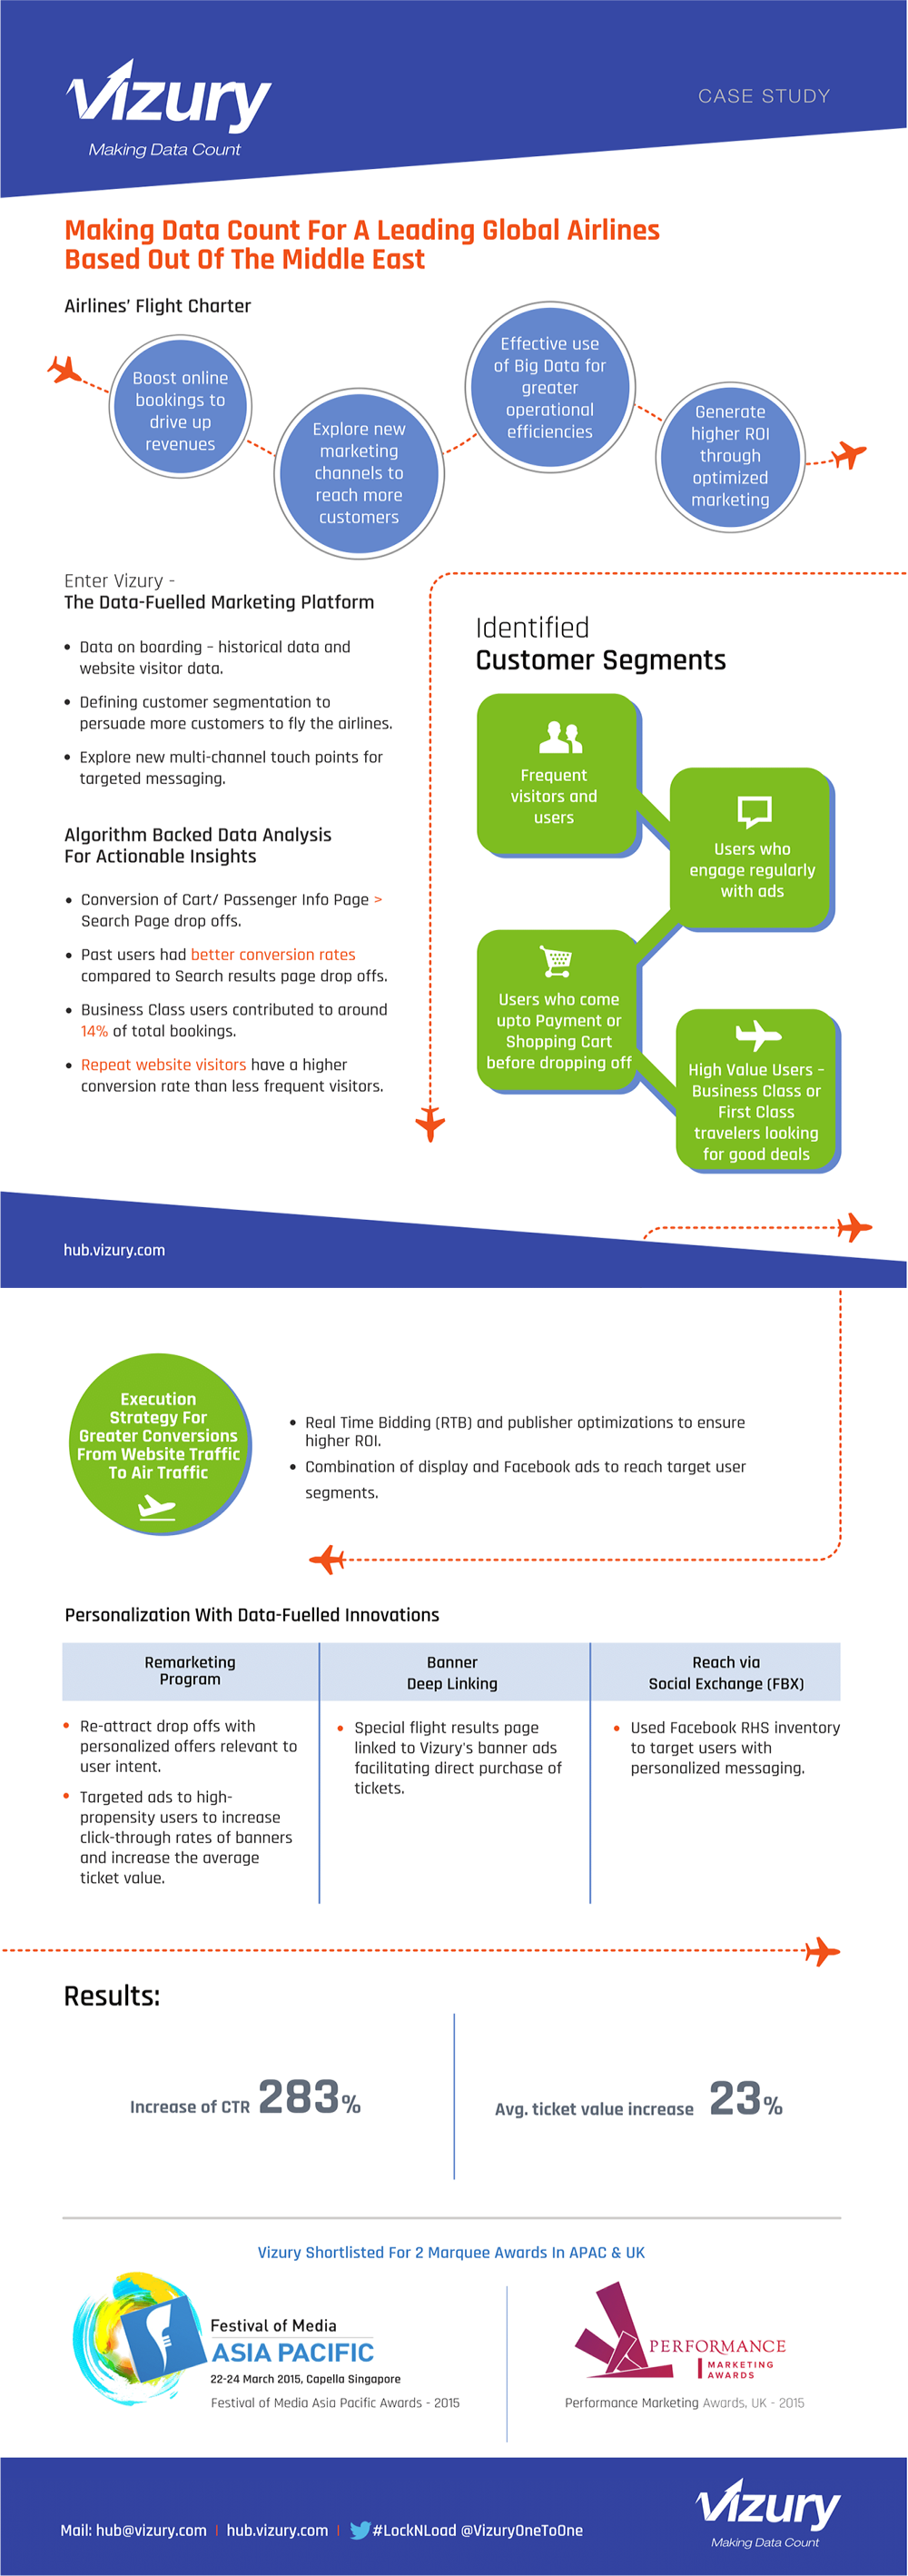 Vizury
Making Data Count
CASE STUDY
Making Data Count For A Leading Global Airlines
Based Out Of The Middle East
Airlines' Flight Charter
Boost online
bookings to
drive up
revenues
Explore new
marketing
channels to
reach more
customers
Effective use
of Big Data for
greater
operational
efficiencies
Generate
higher ROI
through
optimized
marketing
Enter Vizury -
The Data-Fuelled Marketing Platform
• Data on boarding – historical data and
website visitor data.
• Defining customer segmentation to
persuade more customers to fly the airlines.
• Explore new multi-channel touch points for
targeted messaging.
Algorithm Backed Data Analysis
For Actionable Insights
• Conversion of Cart/ Passenger Info Page >
Search Page drop offs.
• Past users had better conversion rates
compared to Search results page drop offs.
• Business Class users contributed to around
14% of total bookings.
• Repeat website visitors have a higher
conversion rate than less frequent visitors.
Identified
Customer Segments
Frequent
visitors and
users
Users who
engage regularly
with ads
Users who come
upto Payment or
Shopping Cart
before dropping off
High Value Users –
Business Class or
First Class
travelers looking
for good deals
hub.vizury.com
Execution
Strategy For
Greater Conversions
From Website Traffic
To Air Traffic
• Real Time Bidding (RTB) and publisher optimizations to ensure
higher ROI.
• Combination of display and Facebook ads to reach target user
segments.
Personalization With Data-Fuelled Innovations
Remarketing
Program
• Re-attract drop offs with
personalized offers relevant to
user intent.
• Targeted ads to high-
propensity users to increase
click-through rates of banners
and increase the average
ticket value.
Banner
Deep Linking
• Special flight results page
linked to Vizury's banner ads
facilitating direct purchase of
tickets.
Reach via
Social Exchange (FBX)
• Used Facebook RHS inventory
to target users with
personalized messaging.
Results:
Increase of CTR 283%
Avg. ticket value increase 23%
Vizury Shortlisted For 2 Marquee Awards In APAC & UK
Festival of Media
ASIA PACIFIC
22-24 March 2015, Capella Singapore
Festival of Media Asia Pacific Awards - 2015
PERFORMANCE
MARKETING
AWARDS
Performance Marketing Awards, UK - 2015
Mail: hub@vizury.com | hub.vizury.com | #LockNLoad @VizuryOneToOne
Vizury
Making Data Count